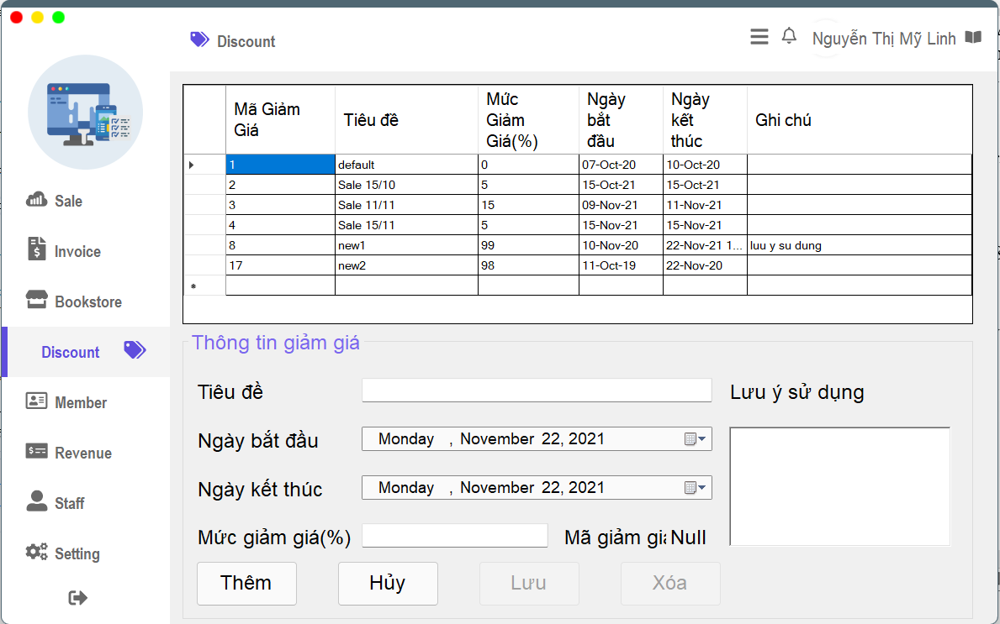 Discount
Nguyễn Thị Mỹ Linh
Sale
Invoice
Bookstore
Discount
Member
Revenue
Staff
Setting
Mã Giảm Giá Tiêu đề Mức Giảm Giá(%) Ngày bắt đầu Ngày kết thúc Ghi chú
1 default 0 07-Oct-20 10-Oct-20
2 Sale 15/10 5 15-Oct-21 15-Oct-21
3 Sale 11/11 15 09-Nov-21 11-Nov-21
4 Sale 15/11 5 15-Nov-21 15-Nov-21
8 new1 99 10-Nov-20 22-Nov-21 1... luu y su dung
17 new2 98 11-Oct-19 22-Nov-20
Thông tin giảm giá
Tiêu đề
Lưu ý sử dụng
Ngày bắt đầu Monday , November 22, 2021
Ngày kết thúc Monday , November 22, 2021
Mức giảm giá(%) Mã giảm giá Null
Thêm Hủy Lưu Xóa